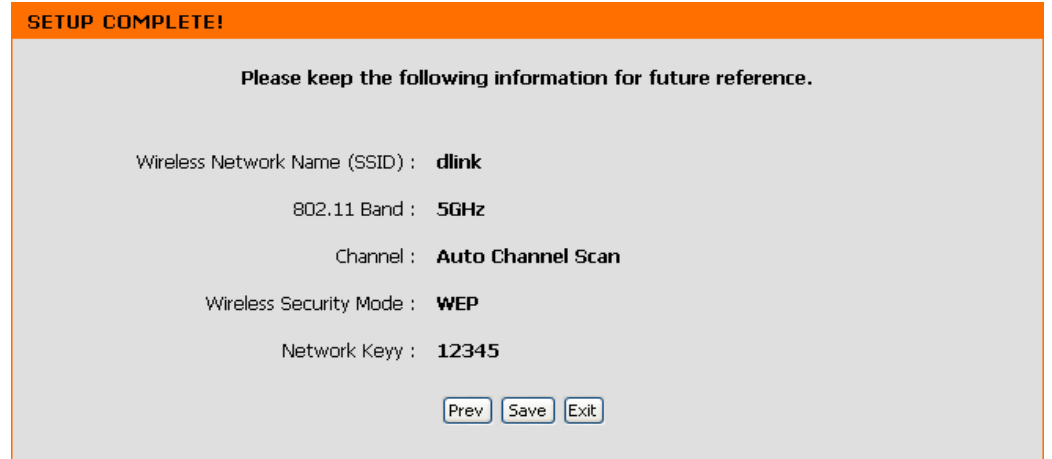 SETUP COMPLETE!
Please keep the following information for future reference.
Wireless Network Name (SSID) : dlink
802.11 Band : 5GHz
Channel : Auto Channel Scan
Wireless Security Mode : WEP
Network Keyy : 12345
Prev Save Exit